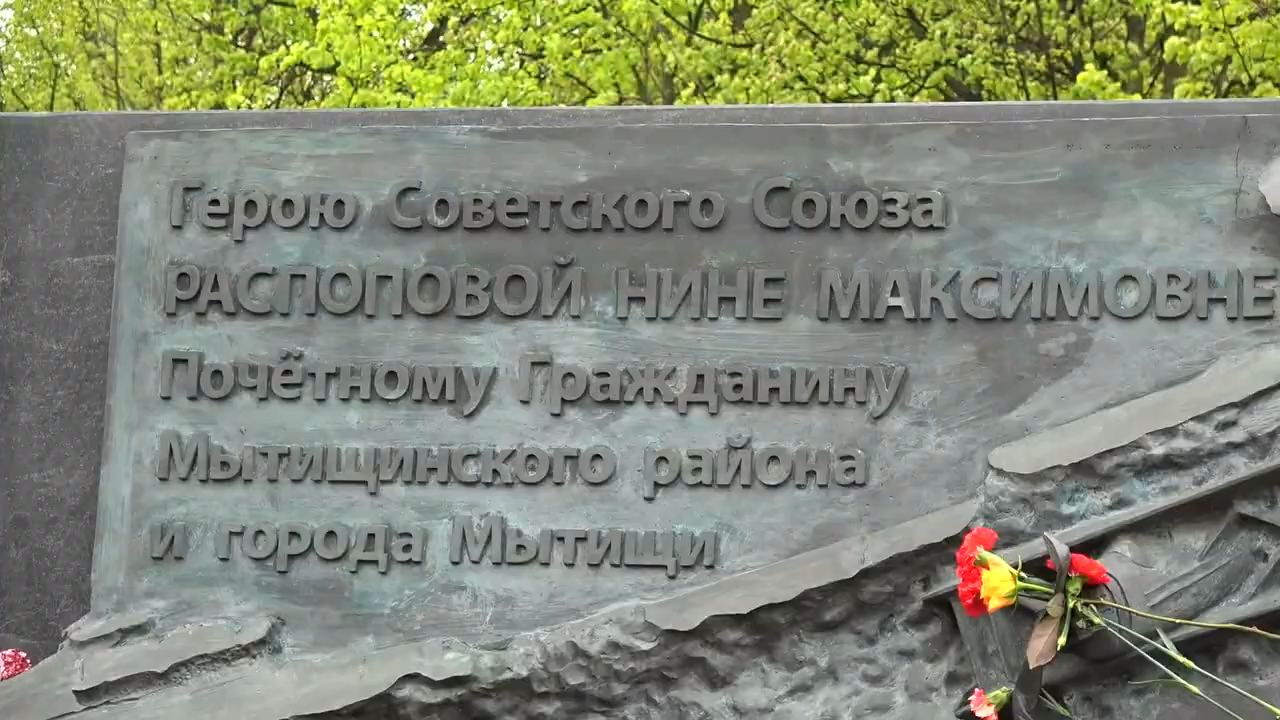 Герою Советского Союза
РАСПОПОВОЙ НИНЕ МАКСИМОВНЕ
Почётному Гражданину
Мытищинского района
и города Мытищи